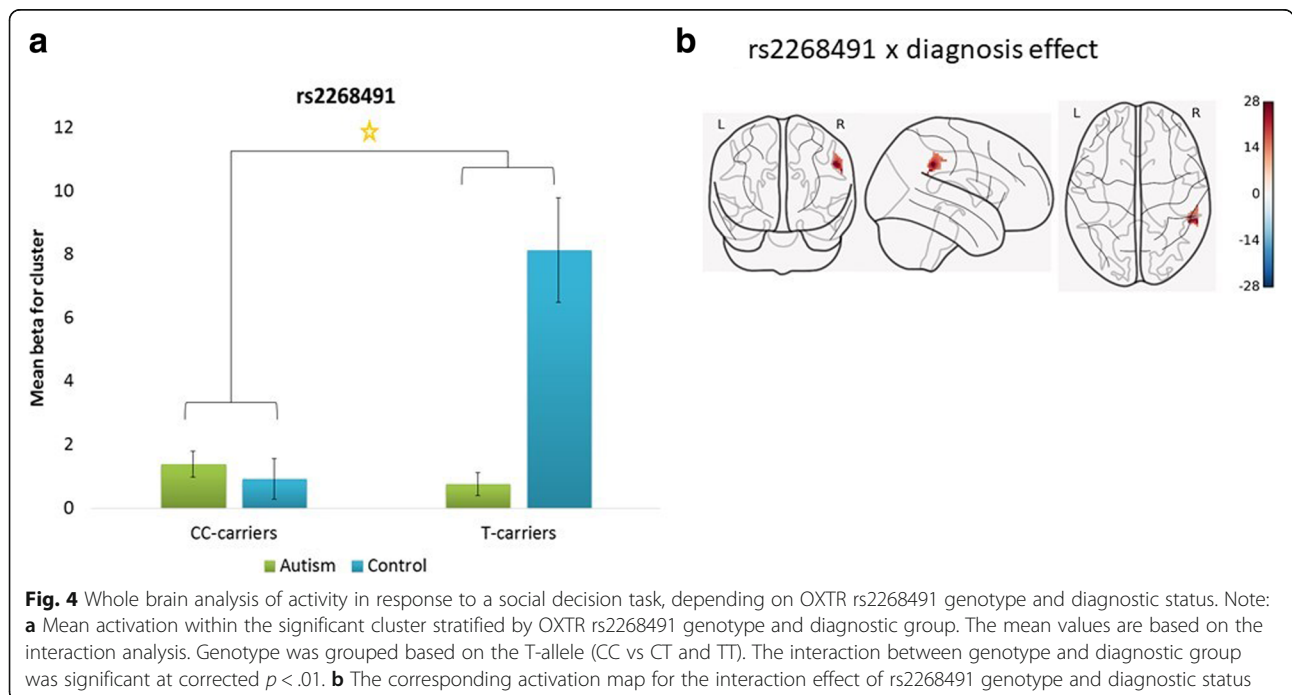 a
rs2268491
12
10
8
6
4
2
0
Mean beta for cluster
CC-carriers T-carriers
Autism Control
b rs2268491 x diagnosis effect
L R L R
28
14
0
-14
-28
Fig. 4 Whole brain analysis of activity in response to a social decision task, depending on OXTR rs2268491 genotype and diagnostic status. Note:
a Mean activation within the significant cluster stratified by OXTR rs2268491 genotype and diagnostic group. The mean values are based on the
interaction analysis. Genotype was grouped based on the T-allele (CC vs CT and TT). The interaction between genotype and diagnostic group
was significant at corrected p < .01. b The corresponding activation map for the interaction effect of rs2268491 genotype and diagnostic status